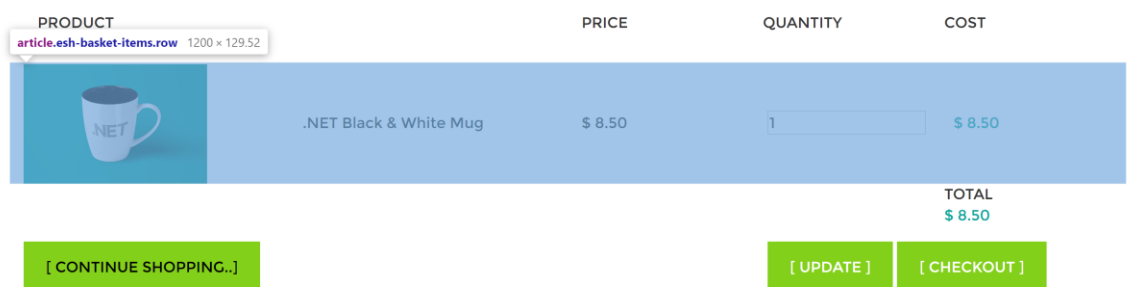 PRODUCT PRICE QUANTITY COST
article.esh-basket-items.row 1200 × 129.52
.NET
.NET Black & White Mug $ 8.50 1 $ 8.50
TOTAL
$ 8.50
[ CONTINUE SHOPPING..] [ UPDATE ] [ CHECKOUT ]